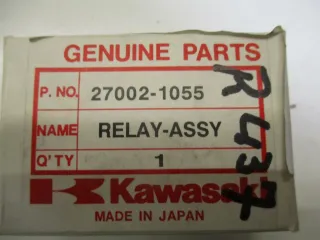 GENUINE PARTS
P. NO. 27002-1055
NAME RELAY-ASSY
Q'TY 1
Kawasaki
MADE IN JAPAN
R437